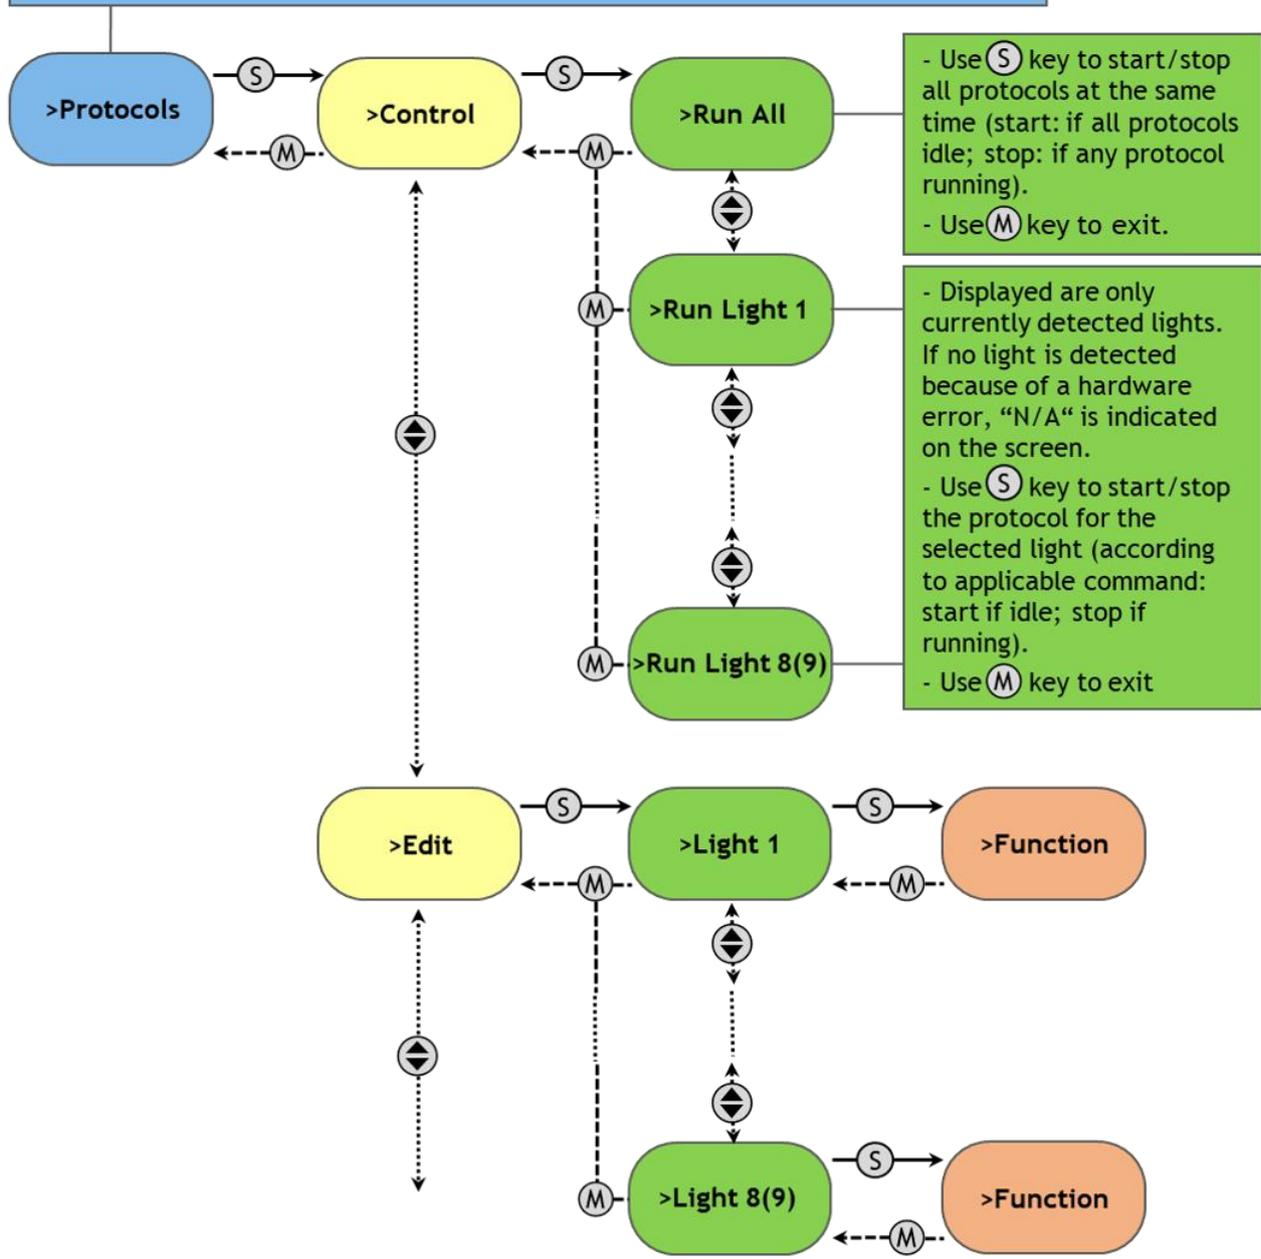 >Protocols
S
>Control
S
>Run All
M
M
- Use S key to start/stop
all protocols at the same
time (start: if all protocols
idle; stop: if any protocol
running).
- Use M key to exit.
M
>Run Light 1
- Displayed are only
currently detected lights.
If no light is detected
because of a hardware
error, “N/A“ is indicated
on the screen.
- Use S key to start/stop
the protocol for the
selected light (according
to applicable command:
start if idle; stop if
running).
- Use M key to exit
M
>Run Light 8(9)
>Edit
S
>Light 1
S
>Function
M
M
M
>Light 8(9)
S
>Function
M